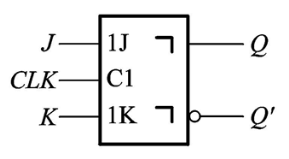 J 1J Q
CLK C1
K 1K Q′